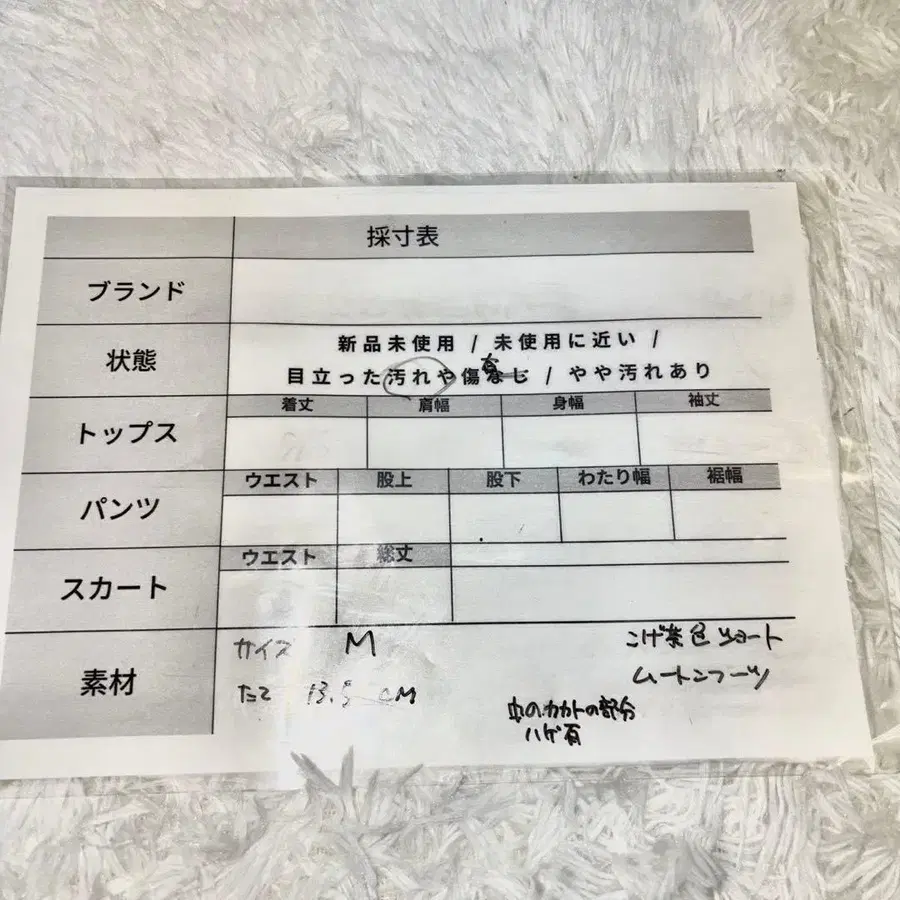 採寸表
ブランド
状態
新品未使用 / 未使用に近い /
目立った汚れや傷なし / やや汚れあり
有
トップス
着丈 肩幅 身幅 袖丈
パンツ
ウエスト 股上 股下 わたり幅 裾幅
スカート
ウエスト 総丈
素材
サイズ M
たて 13.5 CM
こげ茶色 ショート
ムートンブーツ
中のカカトの部分
ハゲ有